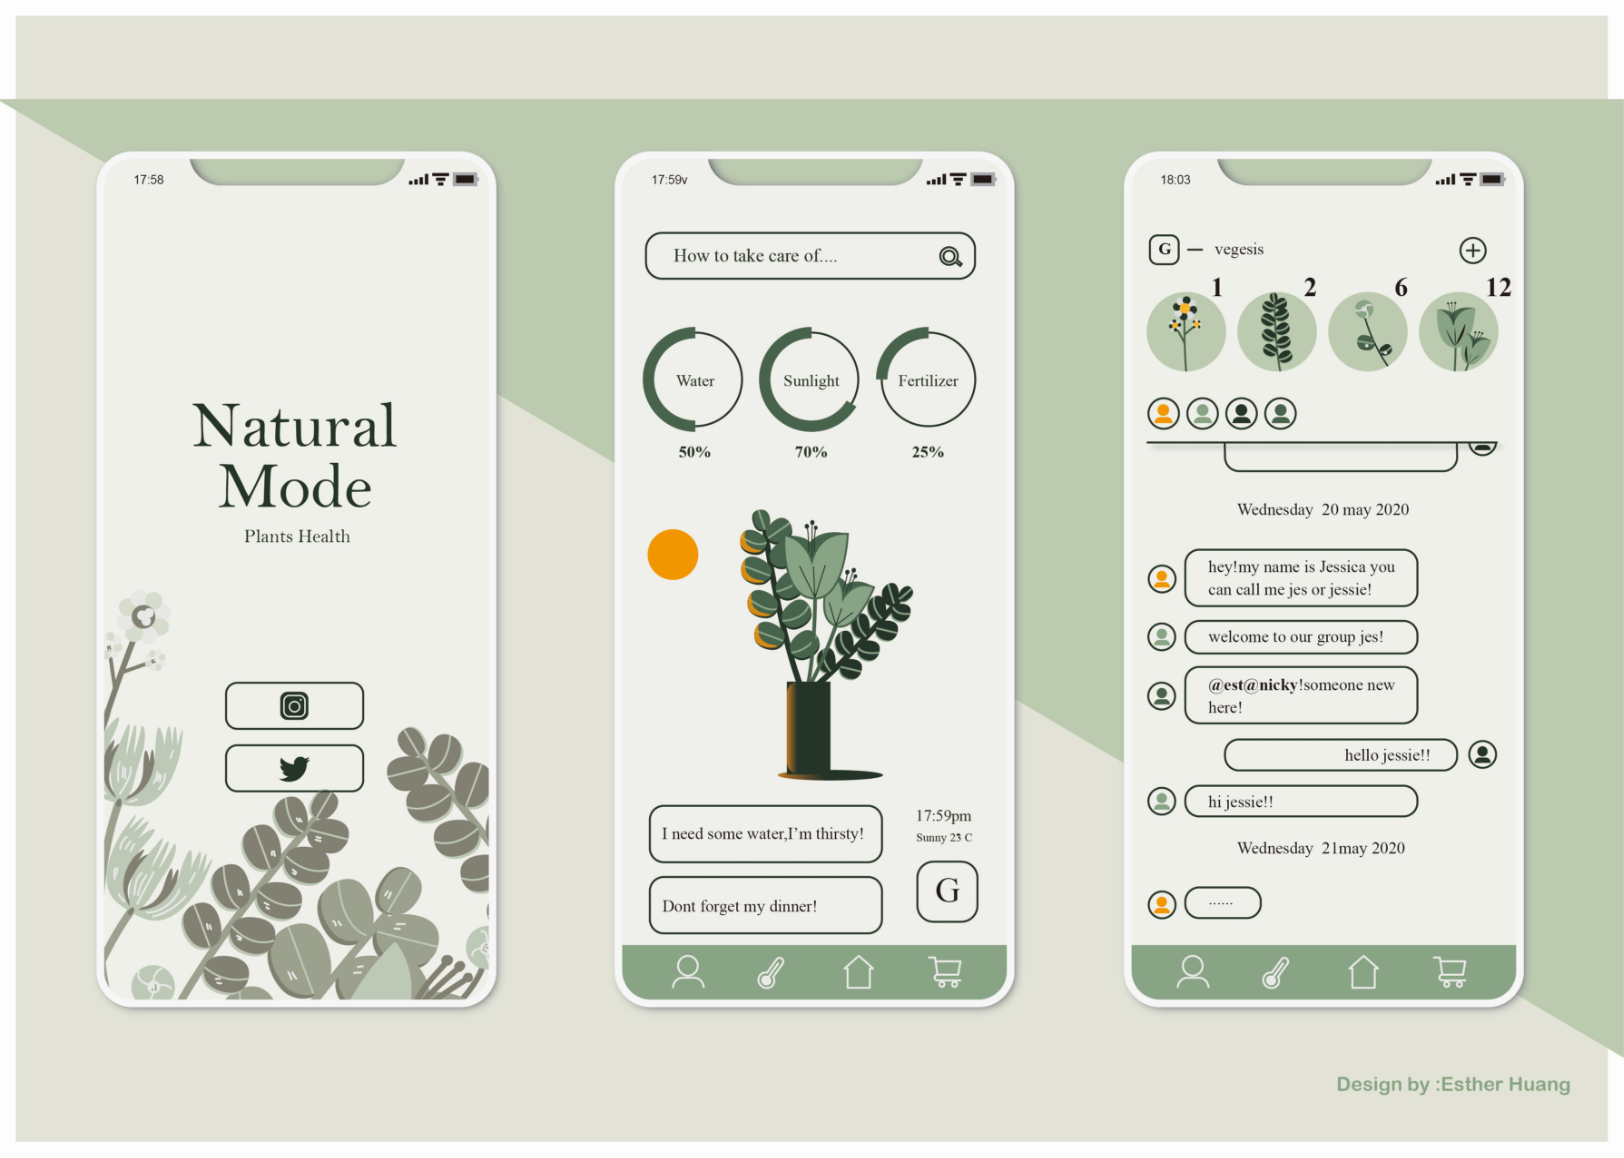 17:58
Natural
Mode
Plants Health
17:59v
How to take care of....
Water
Sunlight
Fertilizer
50%
70%
25%
I need some water,I'm thirsty!
Dont forget my dinner!
17:59pm
Sunny 25 C
G
18:03
G — vegesis
1
2
6
12
Wednesday 20 may 2020
hey!my name is Jessica you
can call me jes or jessie!
welcome to our group jes!
@est@nicky!someone new
here!
hello jessie!!
hi jessie!!
Wednesday 21may 2020
......
Design by :Esther Huang